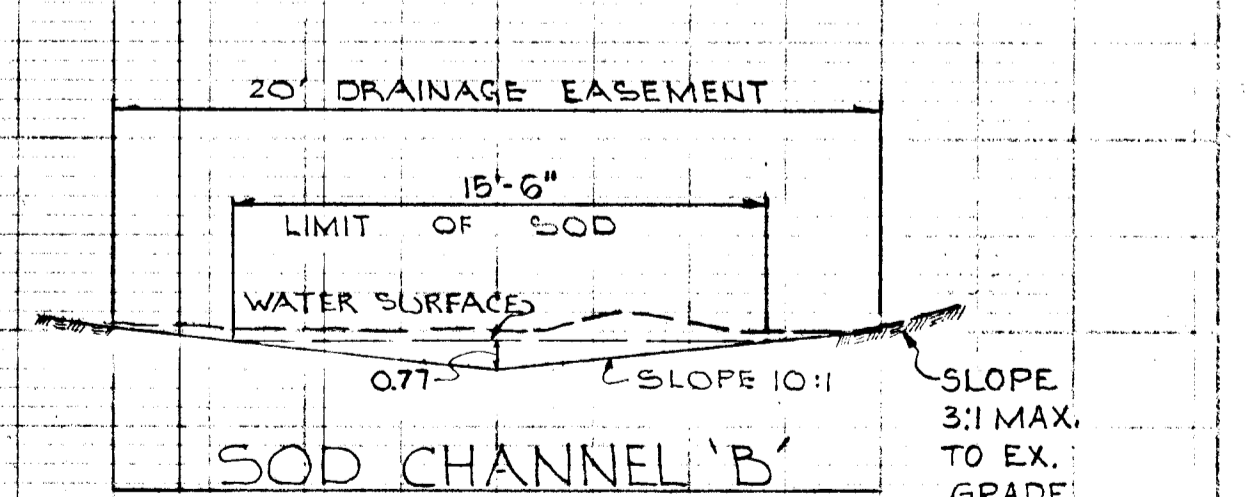 20' DRAINAGE EASEMENT
15'-6"
LIMIT OF SOD
WATER SURFACE
0.77
SLOPE 10:1
SLOPE
3:1 MAX.
TO EX.
GRADE
SOD CHANNEL 'B'